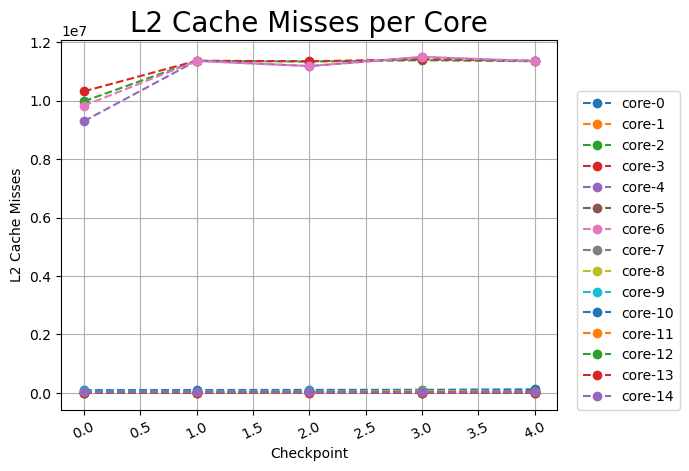 L2 Cache Misses per Core
1e7
1.2
1.0
0.8
0.6
0.4
0.2
0.0
L2 Cache Misses
0.0 0.5 1.0 1.5 2.0 2.5 3.0 3.5 4.0
Checkpoint
core-0
core-1
core-2
core-3
core-4
core-5
core-6
core-7
core-8
core-9
core-10
core-11
core-12
core-13
core-14